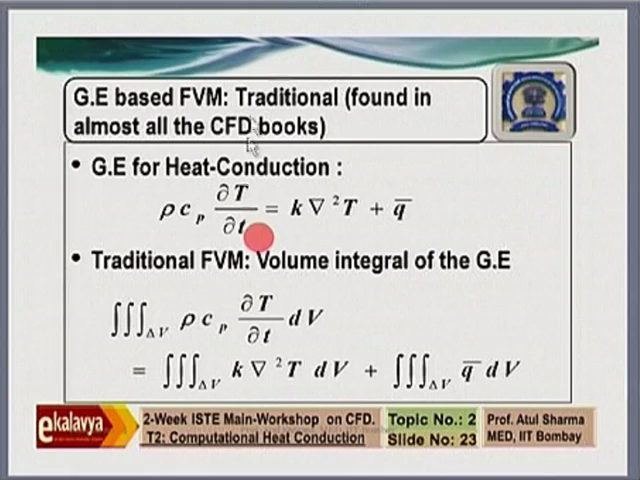 G.E based FVM: Traditional (found in
almost all the CFD books)
• G.E for Heat-Conduction :
ρ c_p ∂T/∂t = k ∇²T + q̅
• Traditional FVM: Volume integral of the G.E
∭_ΔV ρ c_p ∂T/∂t dV
= ∭_ΔV k ∇²T dV + ∭_ΔV q̅ dV
ekalavya
2-Week ISTE Main-Workshop on CFD.
T2: Computational Heat Conduction
Topic No.: 2
Slide No: 23
Prof. Atul Sharma
MED, IIT Bombay